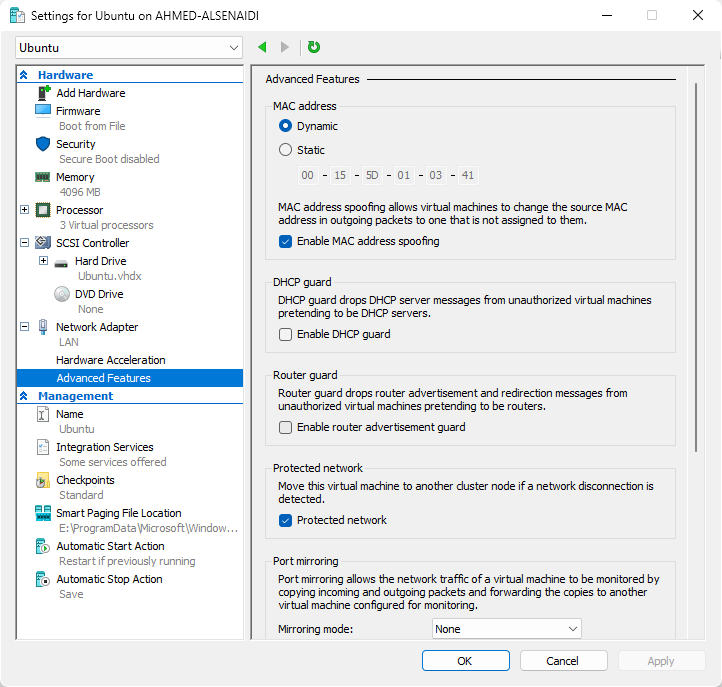 Settings for Ubuntu on AHMED-ALSENAIDI
Ubuntu
Hardware
Add Hardware
Firmware
Boot from File
Security
Secure Boot disabled
Memory
4096 MB
Processor
3 Virtual processors
SCSI Controller
Hard Drive
Ubuntu.vhdx
DVD Drive
None
Network Adapter
LAN
Hardware Acceleration
Advanced Features
Management
Name
Ubuntu
Integration Services
Some services offered
Checkpoints
Standard
Smart Paging File Location
E:\ProgramData\Microsoft\Window...
Automatic Start Action
Restart if previously running
Automatic Stop Action
Save
Advanced Features
MAC address
Dynamic
Static
00 - 15 - 5D - 01 - 03 - 41
MAC address spoofing allows virtual machines to change the source MAC
address in outgoing packets to one that is not assigned to them.
Enable MAC address spoofing
DHCP guard
DHCP guard drops DHCP server messages from unauthorized virtual machines
pretending to be DHCP servers.
Enable DHCP guard
Router guard
Router guard drops router advertisement and redirection messages from
unauthorized virtual machines pretending to be routers.
Enable router advertisement guard
Protected network
Move this virtual machine to another cluster node if a network disconnection is
detected.
Protected network
Port mirroring
Port mirroring allows the network traffic of a virtual machine to be monitored by
copying incoming and outgoing packets and forwarding the copies to another
virtual machine configured for monitoring.
Mirroring mode: None
OK Cancel Apply